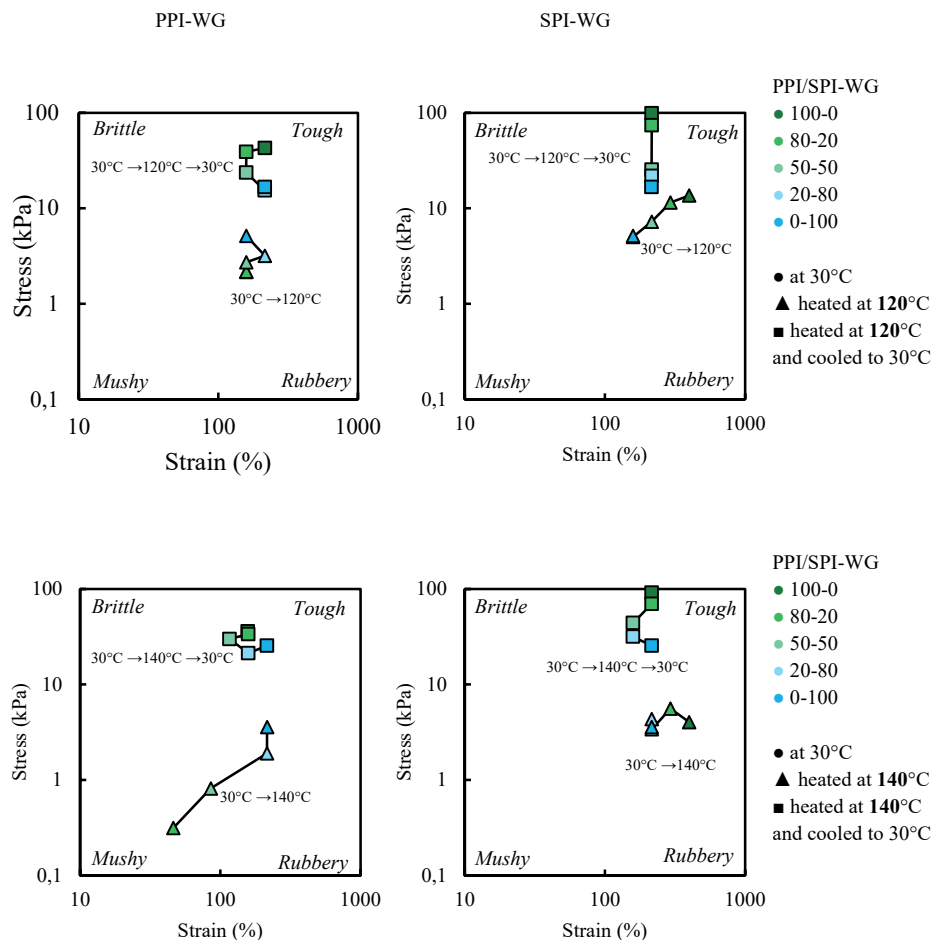 PPI-WG
SPI-WG
100
10
1
0,1
Stress (kPa)
Brittle
Tough
30°C →120°C →30°C
30°C →120°C
Mushy
Rubbery
10
100
1000
Strain (%)
100
10
1
0,1
Stress (kPa)
Brittle
Tough
30°C →120°C →30°C
30°C →120°C
Mushy
Rubbery
10
100
1000
Strain (%)
PPI/SPI-WG
100-0
80-20
50-50
20-80
0-100
at 30°C
heated at 120°C
heated at 120°C
and cooled to 30°C
100
10
1
0,1
Stress (kPa)
Brittle
Tough
30°C →140°C →30°C
30°C →140°C
Mushy
Rubbery
10
100
1000
Strain (%)
100
10
1
0,1
Stress (kPa)
Brittle
Tough
30°C →140°C →30°C
30°C →140°C
Mushy
Rubbery
10
100
1000
Strain (%)
PPI/SPI-WG
100-0
80-20
50-50
20-80
0-100
at 30°C
heated at 140°C
heated at 140°C
and cooled to 30°C